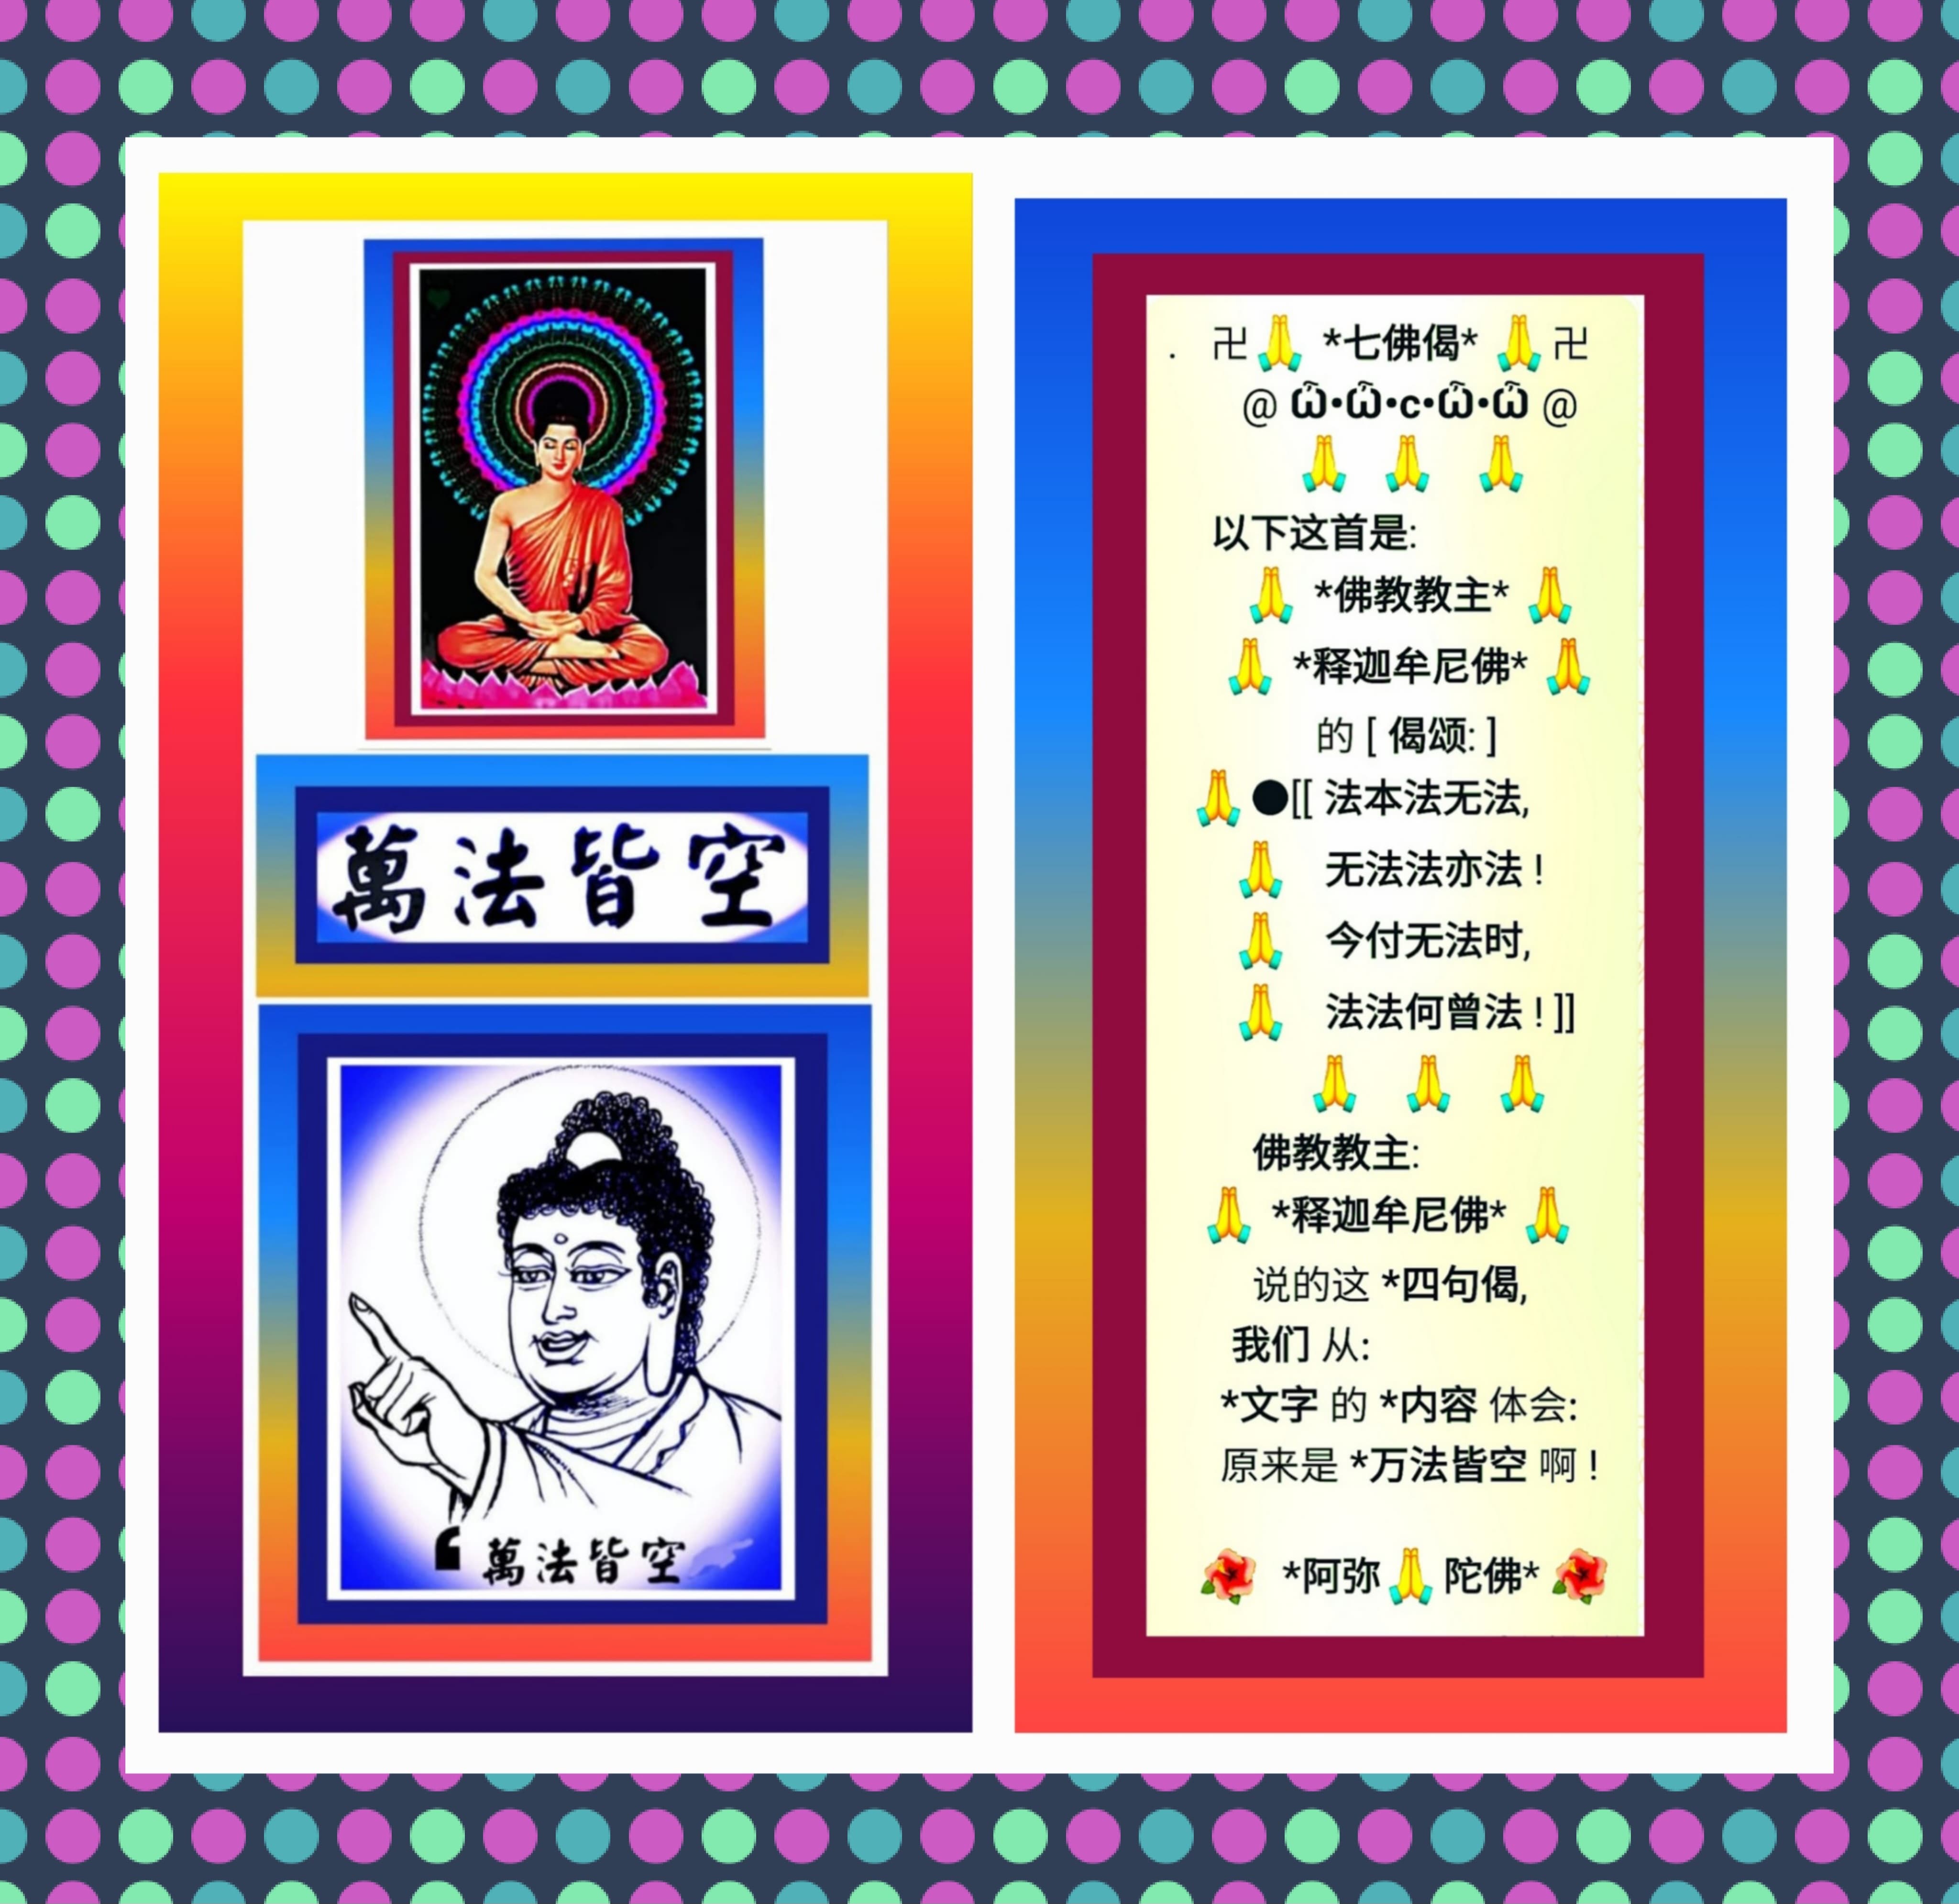 萬法皆空
萬法皆空
. 卍🙏 *七佛偈* 🙏卍
@ ὮꞏὮꞏcꞏὮꞏὮ @
🙏 🙏 🙏
以下这首是:
🙏 *佛教教主* 🙏
🙏 *释迦牟尼佛* 🙏
的 [ 偈颂: ]
🙏●[[ 法本法无法,
🙏 无法法亦法 !
🙏 今付无法时,
🙏 法法何曾法 ! ]]
🙏 🙏 🙏
佛教教主:
🙏 *释迦牟尼佛* 🙏
说的这 *四句偈,
我们 从:
*文字 的 *内容 体会:
原来是 *万法皆空 啊 !
🌺 *阿弥🙏陀佛* 🌺